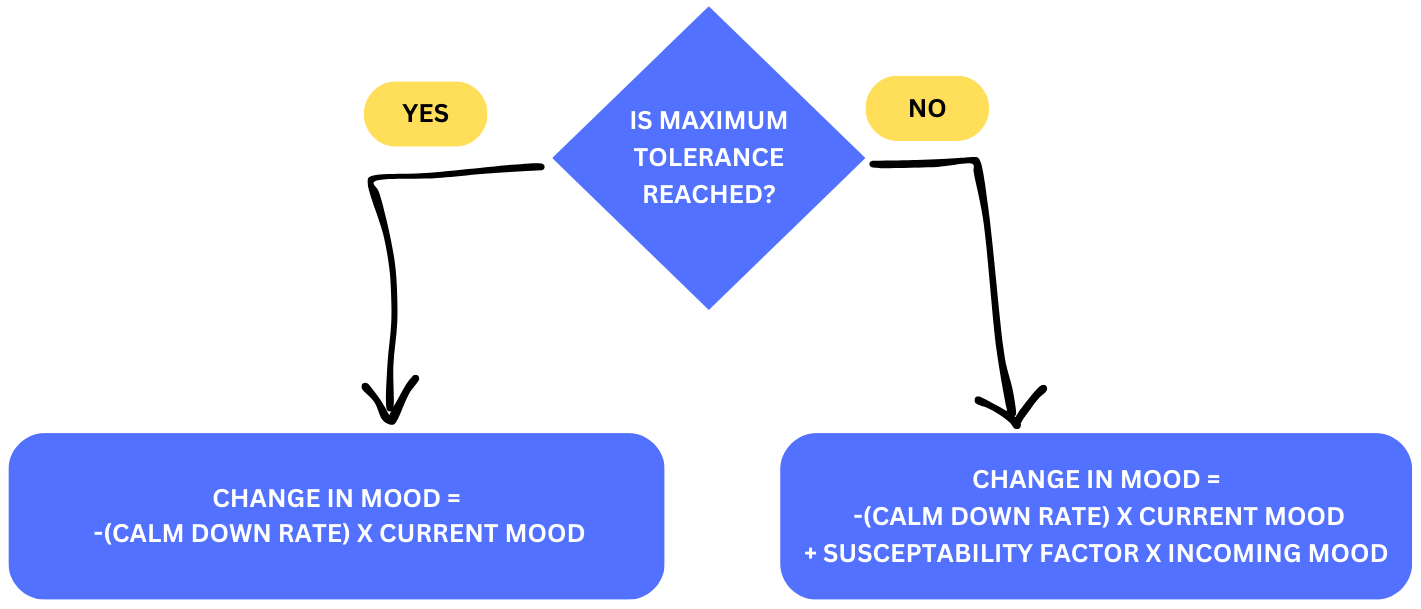 YES
IS MAXIMUM
TOLERANCE
REACHED?
NO
CHANGE IN MOOD =
-(CALM DOWN RATE) X CURRENT MOOD
CHANGE IN MOOD =
-(CALM DOWN RATE) X CURRENT MOOD
+ SUSCEPTABILITY FACTOR X INCOMING MOOD